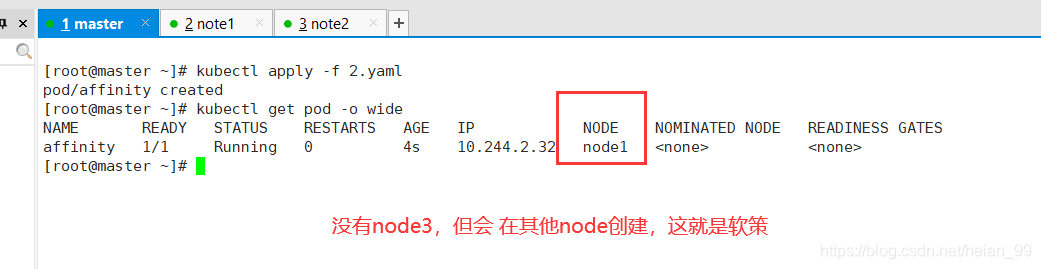 1 master
2 note1
3 note2
[root@master ~]# kubectl apply -f 2.yaml
pod/affinity created
[root@master ~]# kubectl get pod -o wide
NAME READY STATUS RESTARTS AGE IP NODE NOMINATED NODE READINESS GATES
affinity 1/1 Running 0 4s 10.244.2.32 node1 <none> <none>
[root@master ~]#
没有node3，但会 在其他node创建，这就是软策
https://blog.csdn.net/heian_99